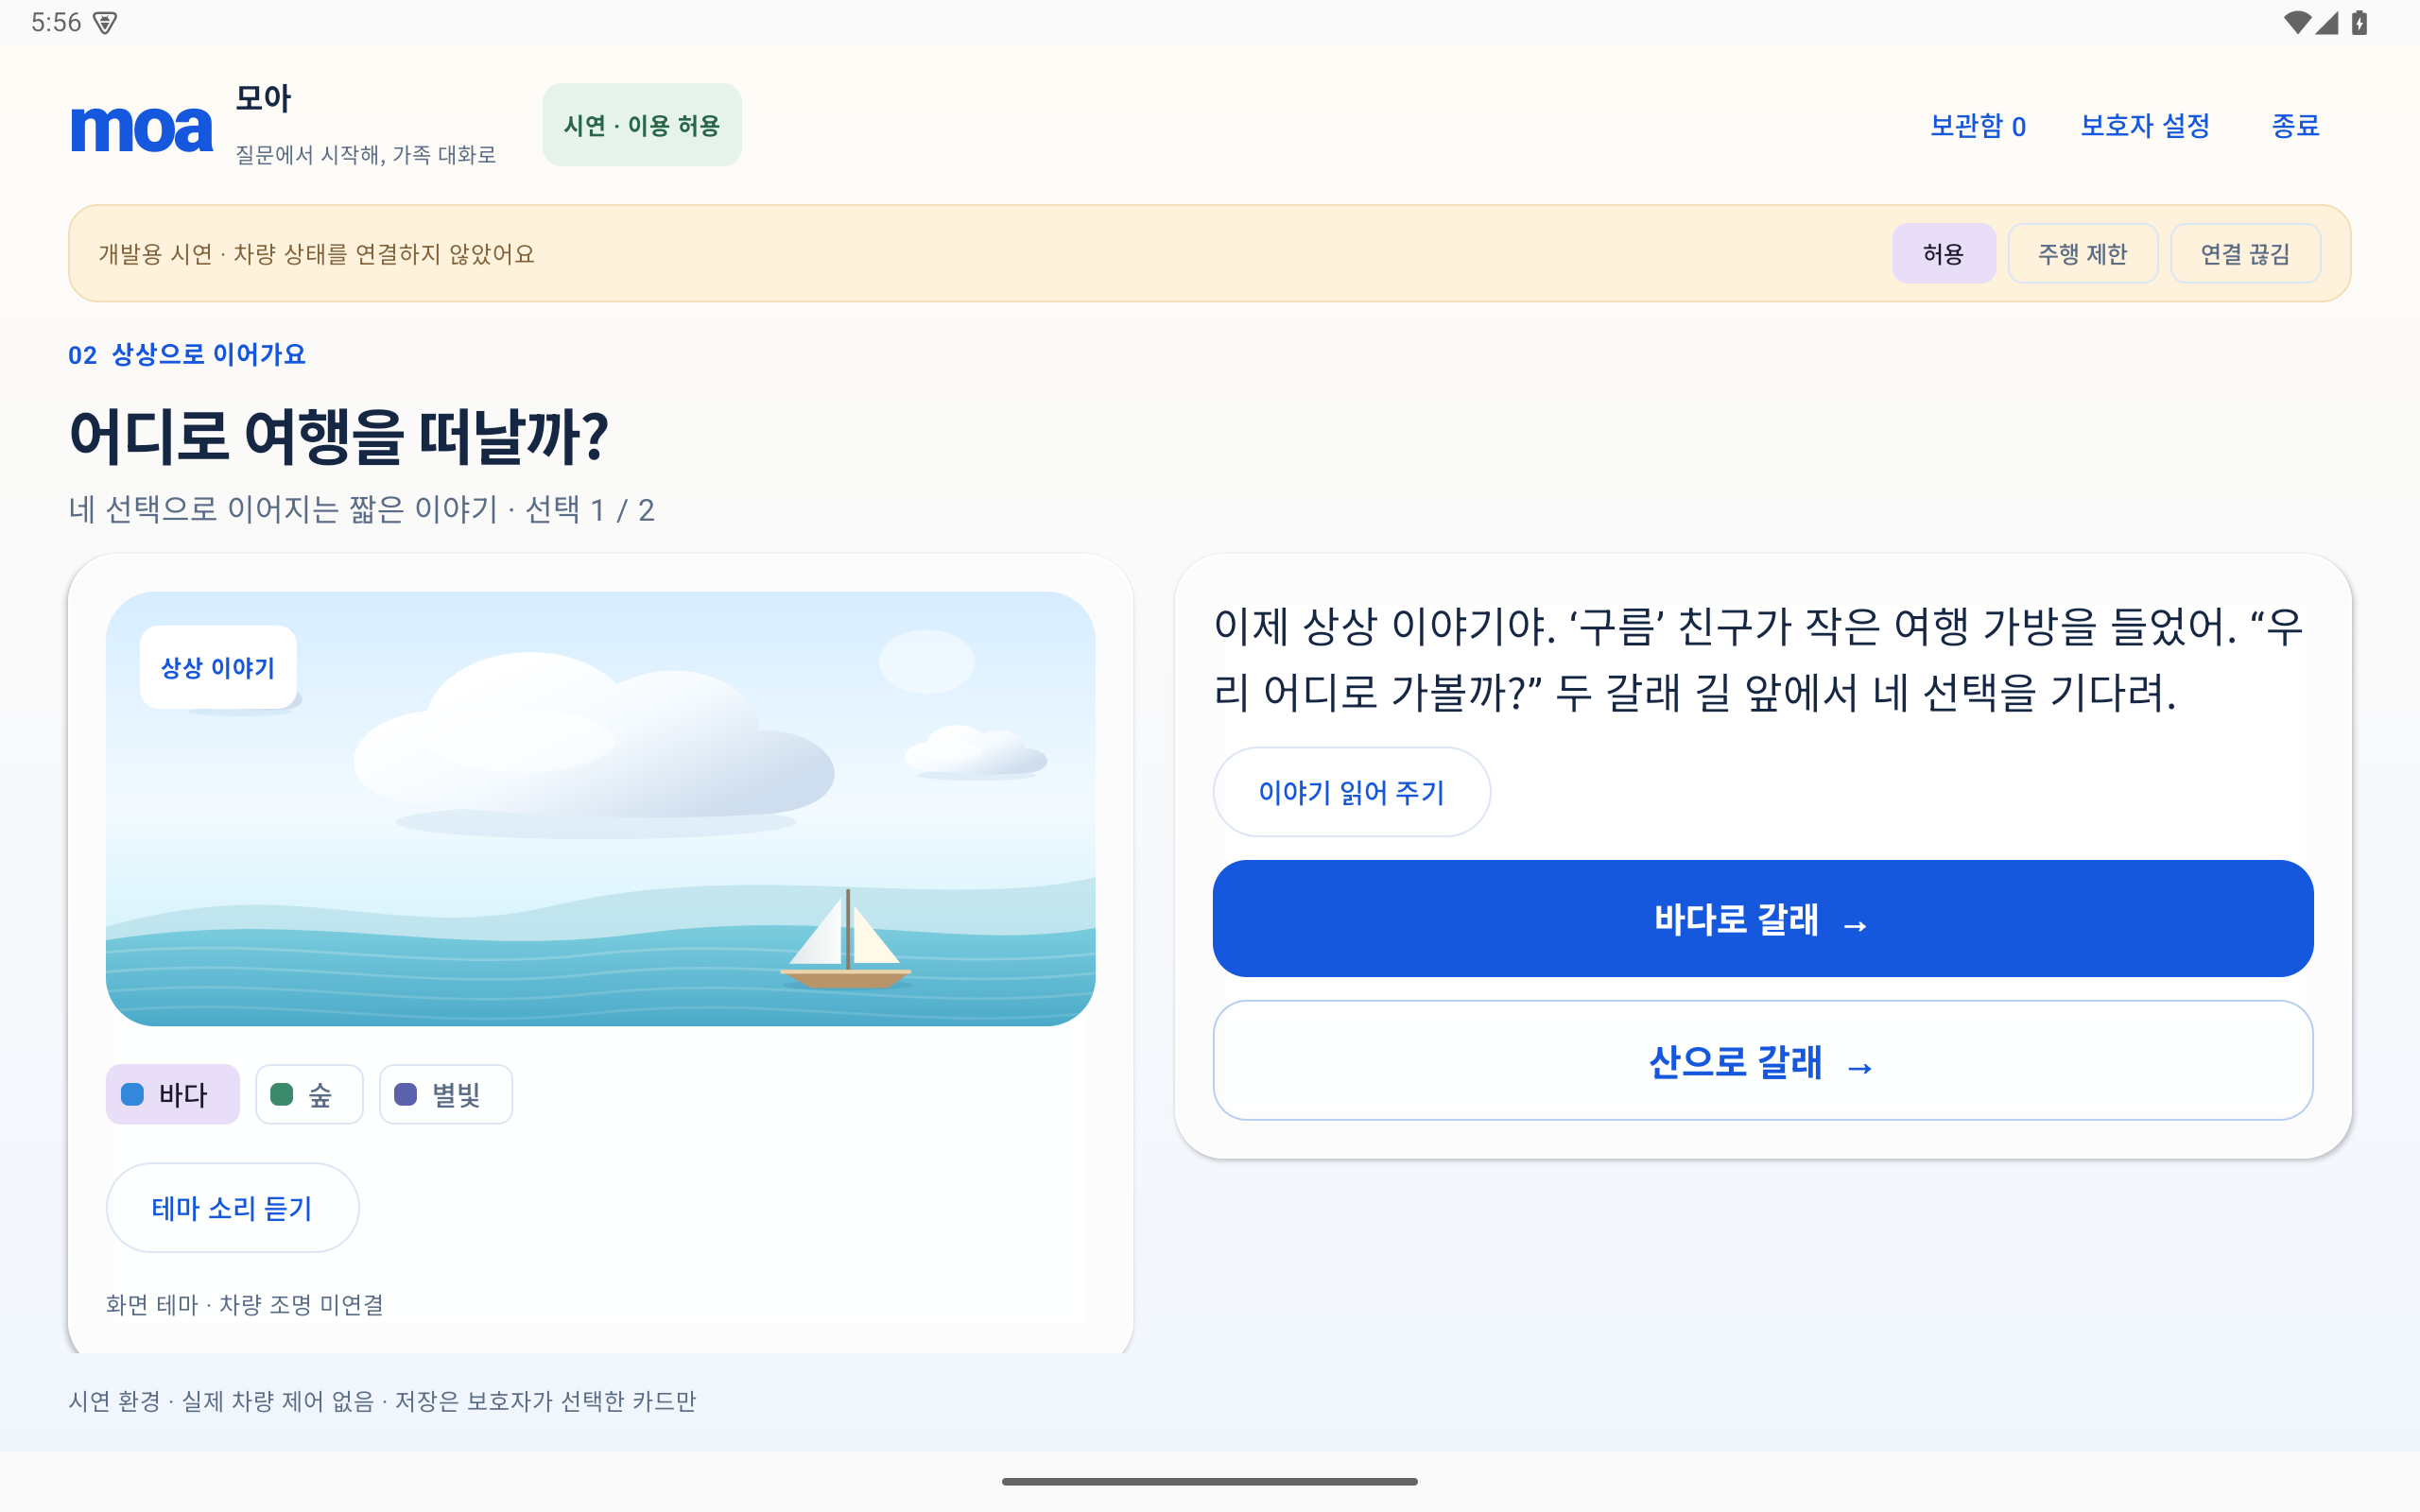 5:56
moa
모아
질문에서 시작해, 가족 대화로
시연 · 이용 허용
보관함 0
보호자 설정
종료
개발용 시연 · 차량 상태를 연결하지 않았어요
허용
주행 제한
연결 끊김
02 상상으로 이어가요
어디로 여행을 떠날까?
네 선택으로 이어지는 짧은 이야기 · 선택 1 / 2
상상 이야기
바다
숲
별빛
테마 소리 듣기
화면 테마 · 차량 조명 미연결
이제 상상 이야기야. ‘구름’ 친구가 작은 여행 가방을 들었어. “우
리 어디로 가볼까?” 두 갈래 길 앞에서 네 선택을 기다려.
이야기 읽어 주기
바다로 갈래 →
산으로 갈래 →
시연 환경 · 실제 차량 제어 없음 · 저장은 보호자가 선택한 카드만